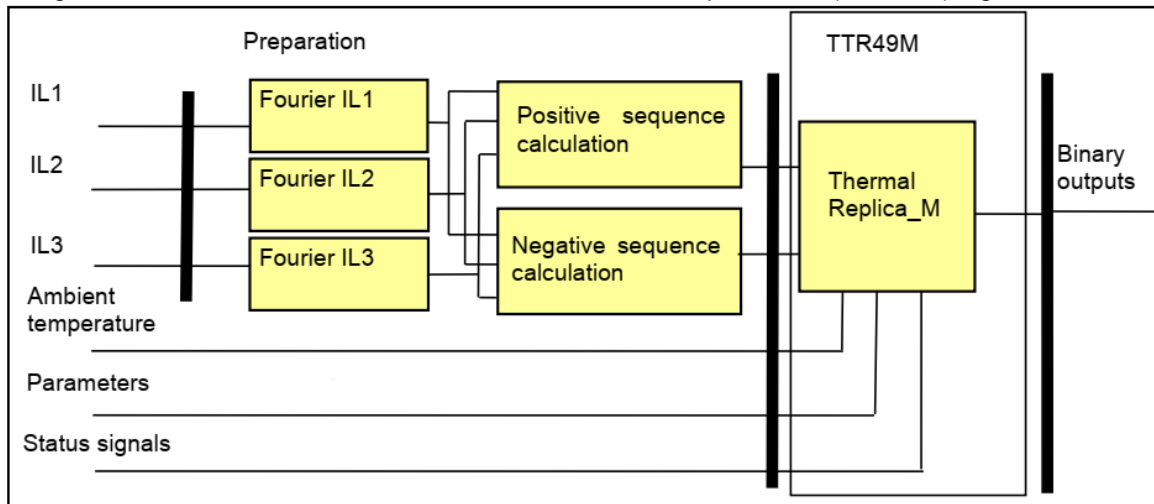 Preparation
TTR49M
IL1
Fourier IL1
Positive sequence
calculation
IL2
Fourier IL2
Thermal
Replica_M
Binary
outputs
IL3
Fourier IL3
Negative sequence
calculation
Ambient
temperature
Parameters
Status signals